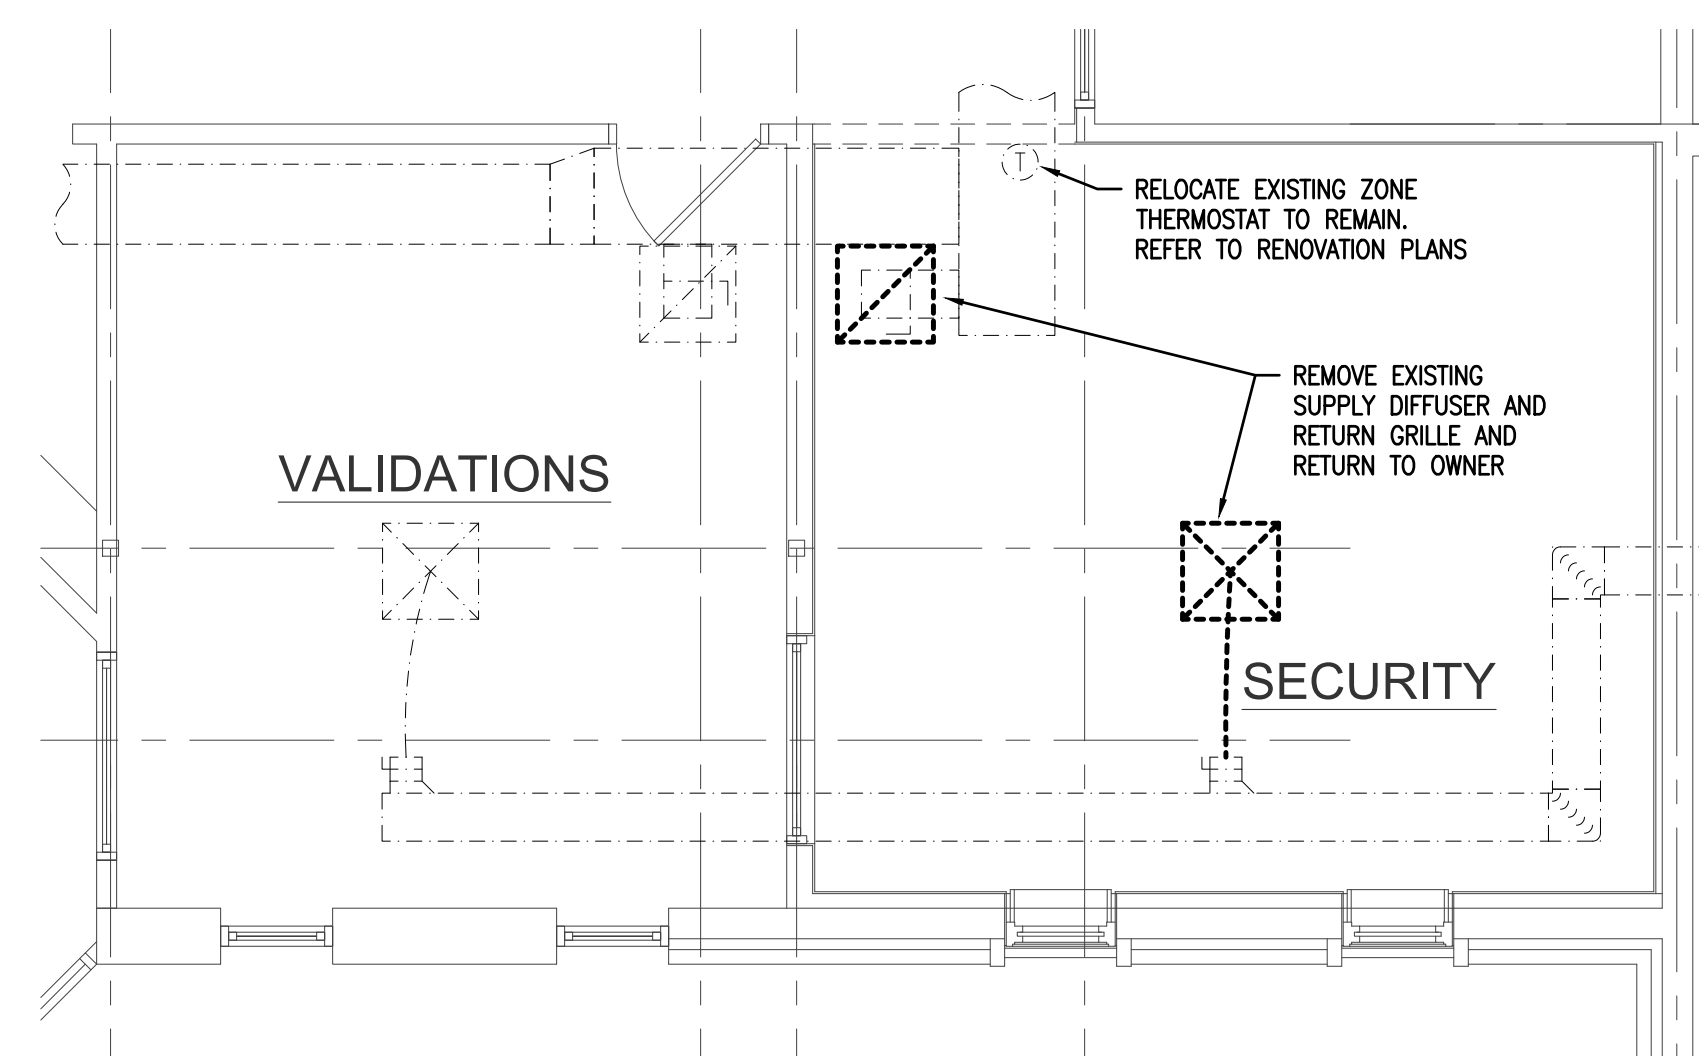 T
RELOCATE EXISTING ZONE
THERMOSTAT TO REMAIN.
REFER TO RENOVATION PLANS
REMOVE EXISTING
SUPPLY DIFFUSER AND
RETURN GRILLE AND
RETURN TO OWNER
VALIDATIONS
SECURITY